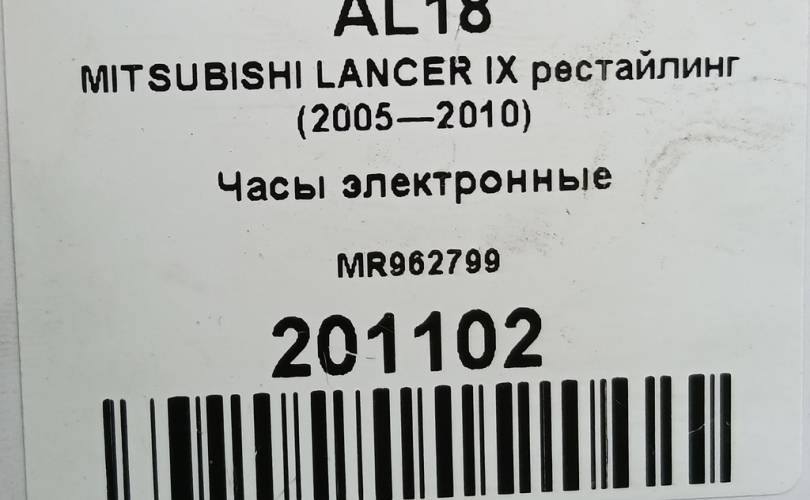 AL18
MITSUBISHI LANCER IX рестайлинг
(2005—2010)
Часы электронные
MR962799
201102